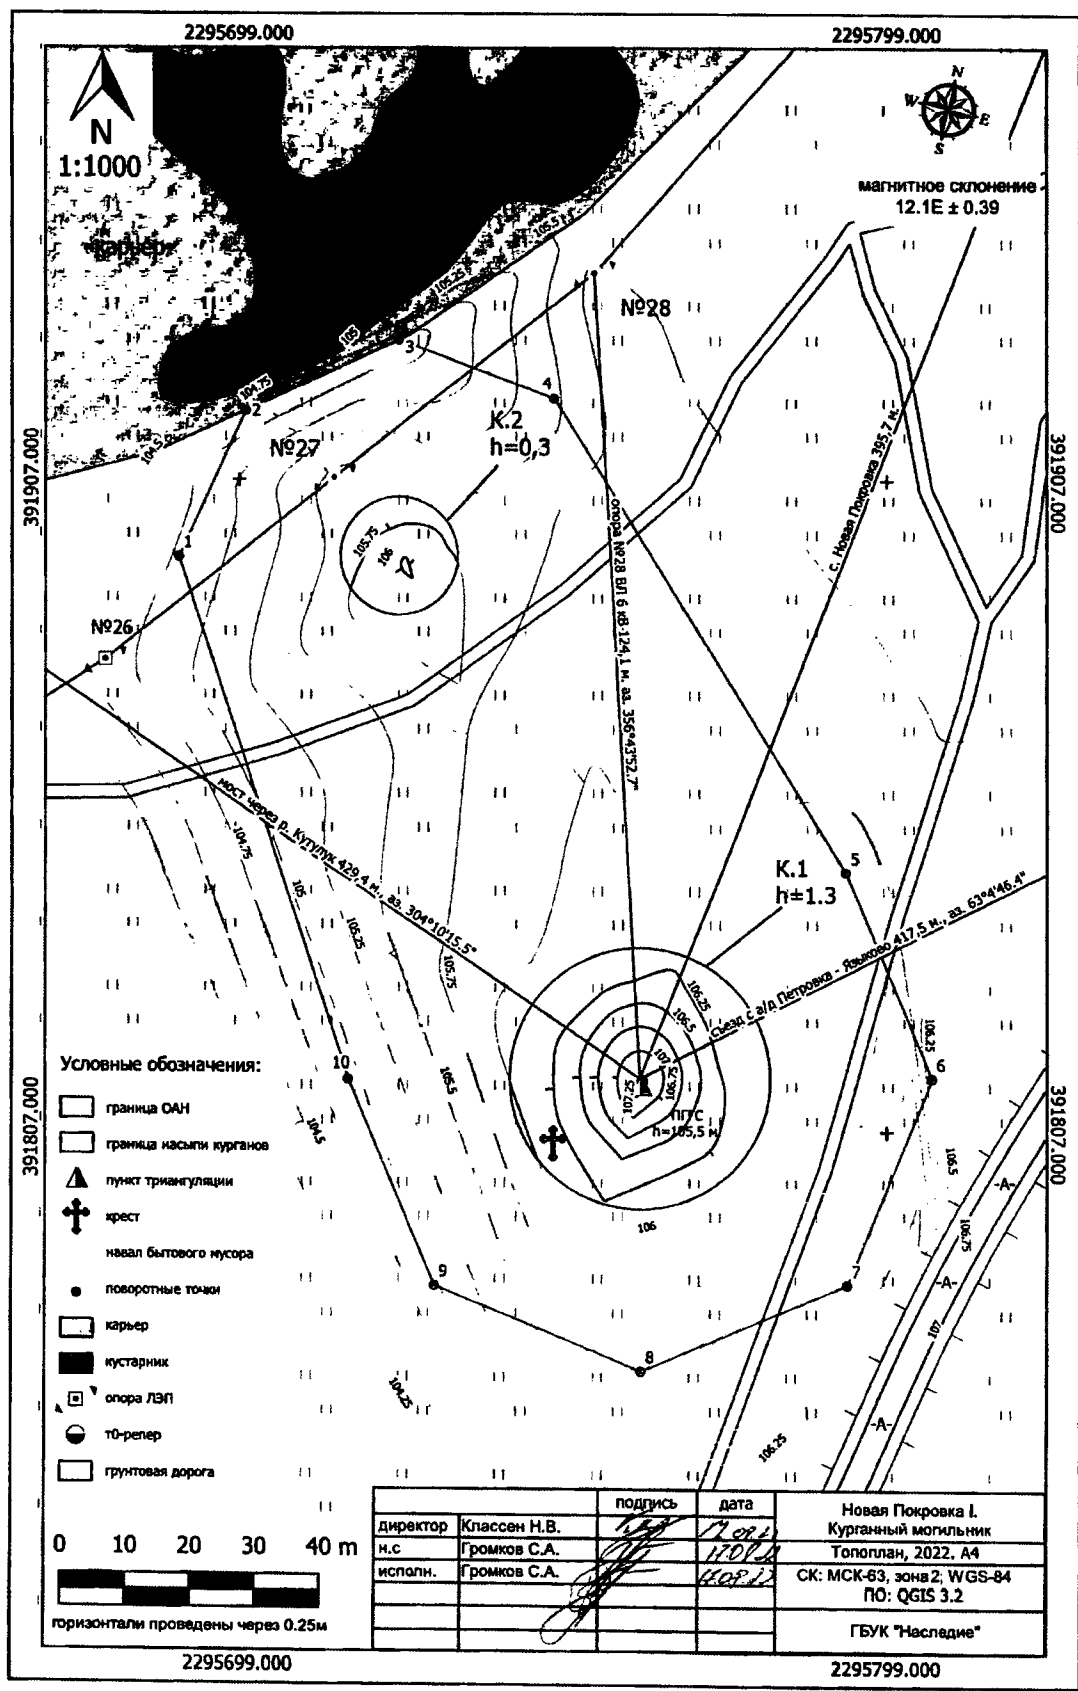 2295699.000
2295799.000
N
1:1000
N
W
E
S
магнитное склонение
12.1E ± 0.39
карьер
105.5
105.25
105
104.75
104.5
№28
3
4
2
К.2
h=0,3
№27
391907.000
391907.000
105.75
106
1
№26
опора №28 ВЛ 6 кВ-124,1 м. аз. 356°43'52.7"
с. Новая Покровка 395,7 м.
мост через р. Кутулук 429,4 м., аз. 304°10'15.5"
104.75
105
105.25
105.75
5
К.1
h=1.3
Съезд с а/д Петровка - Языково 417,5 м., аз. 63°4'46.4"
106.25
106.5
107
106.75
107.25
ПТС
h=105,5 м
106.25
6
10
105.5
104.5
391807.000
391807.000
106.5
-А-
106
106.75
9
7
-А-
107
8
104.25
-А-
106.25
Условные обозначения:
граница ОАН
граница насыпи курганов
пункт триангуляции
крест
навал бытового мусора
поворотные точки
карьер
кустарник
опора ЛЭП
т0-репер
грунтовая дорога
0 10 20 30 40 m
горизонтали проведены через 0.25м
подпись дата
директор Классен Н.В.
н.с Громков С.А.
исполн. Громков С.А.
Новая Покровка I.
Курганный могильник
Топоплан, 2022. А4
СК: МСК-63, зона 2; WGS-84
ПО: QGIS 3.2
ГБУК "Наследие"
2295699.000
2295799.000